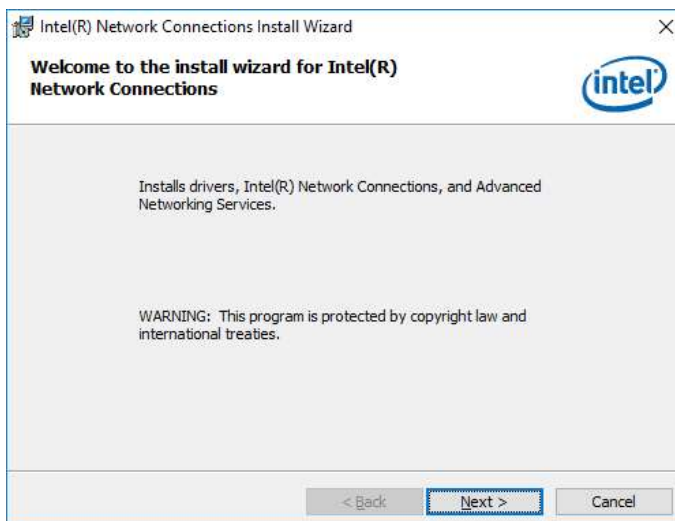 Intel(R) Network Connections Install Wizard
Welcome to the install wizard for Intel(R)
Network Connections
intel
Installs drivers, Intel(R) Network Connections, and Advanced
Networking Services.
WARNING: This program is protected by copyright law and
international treaties.
< Back
Next >
Cancel